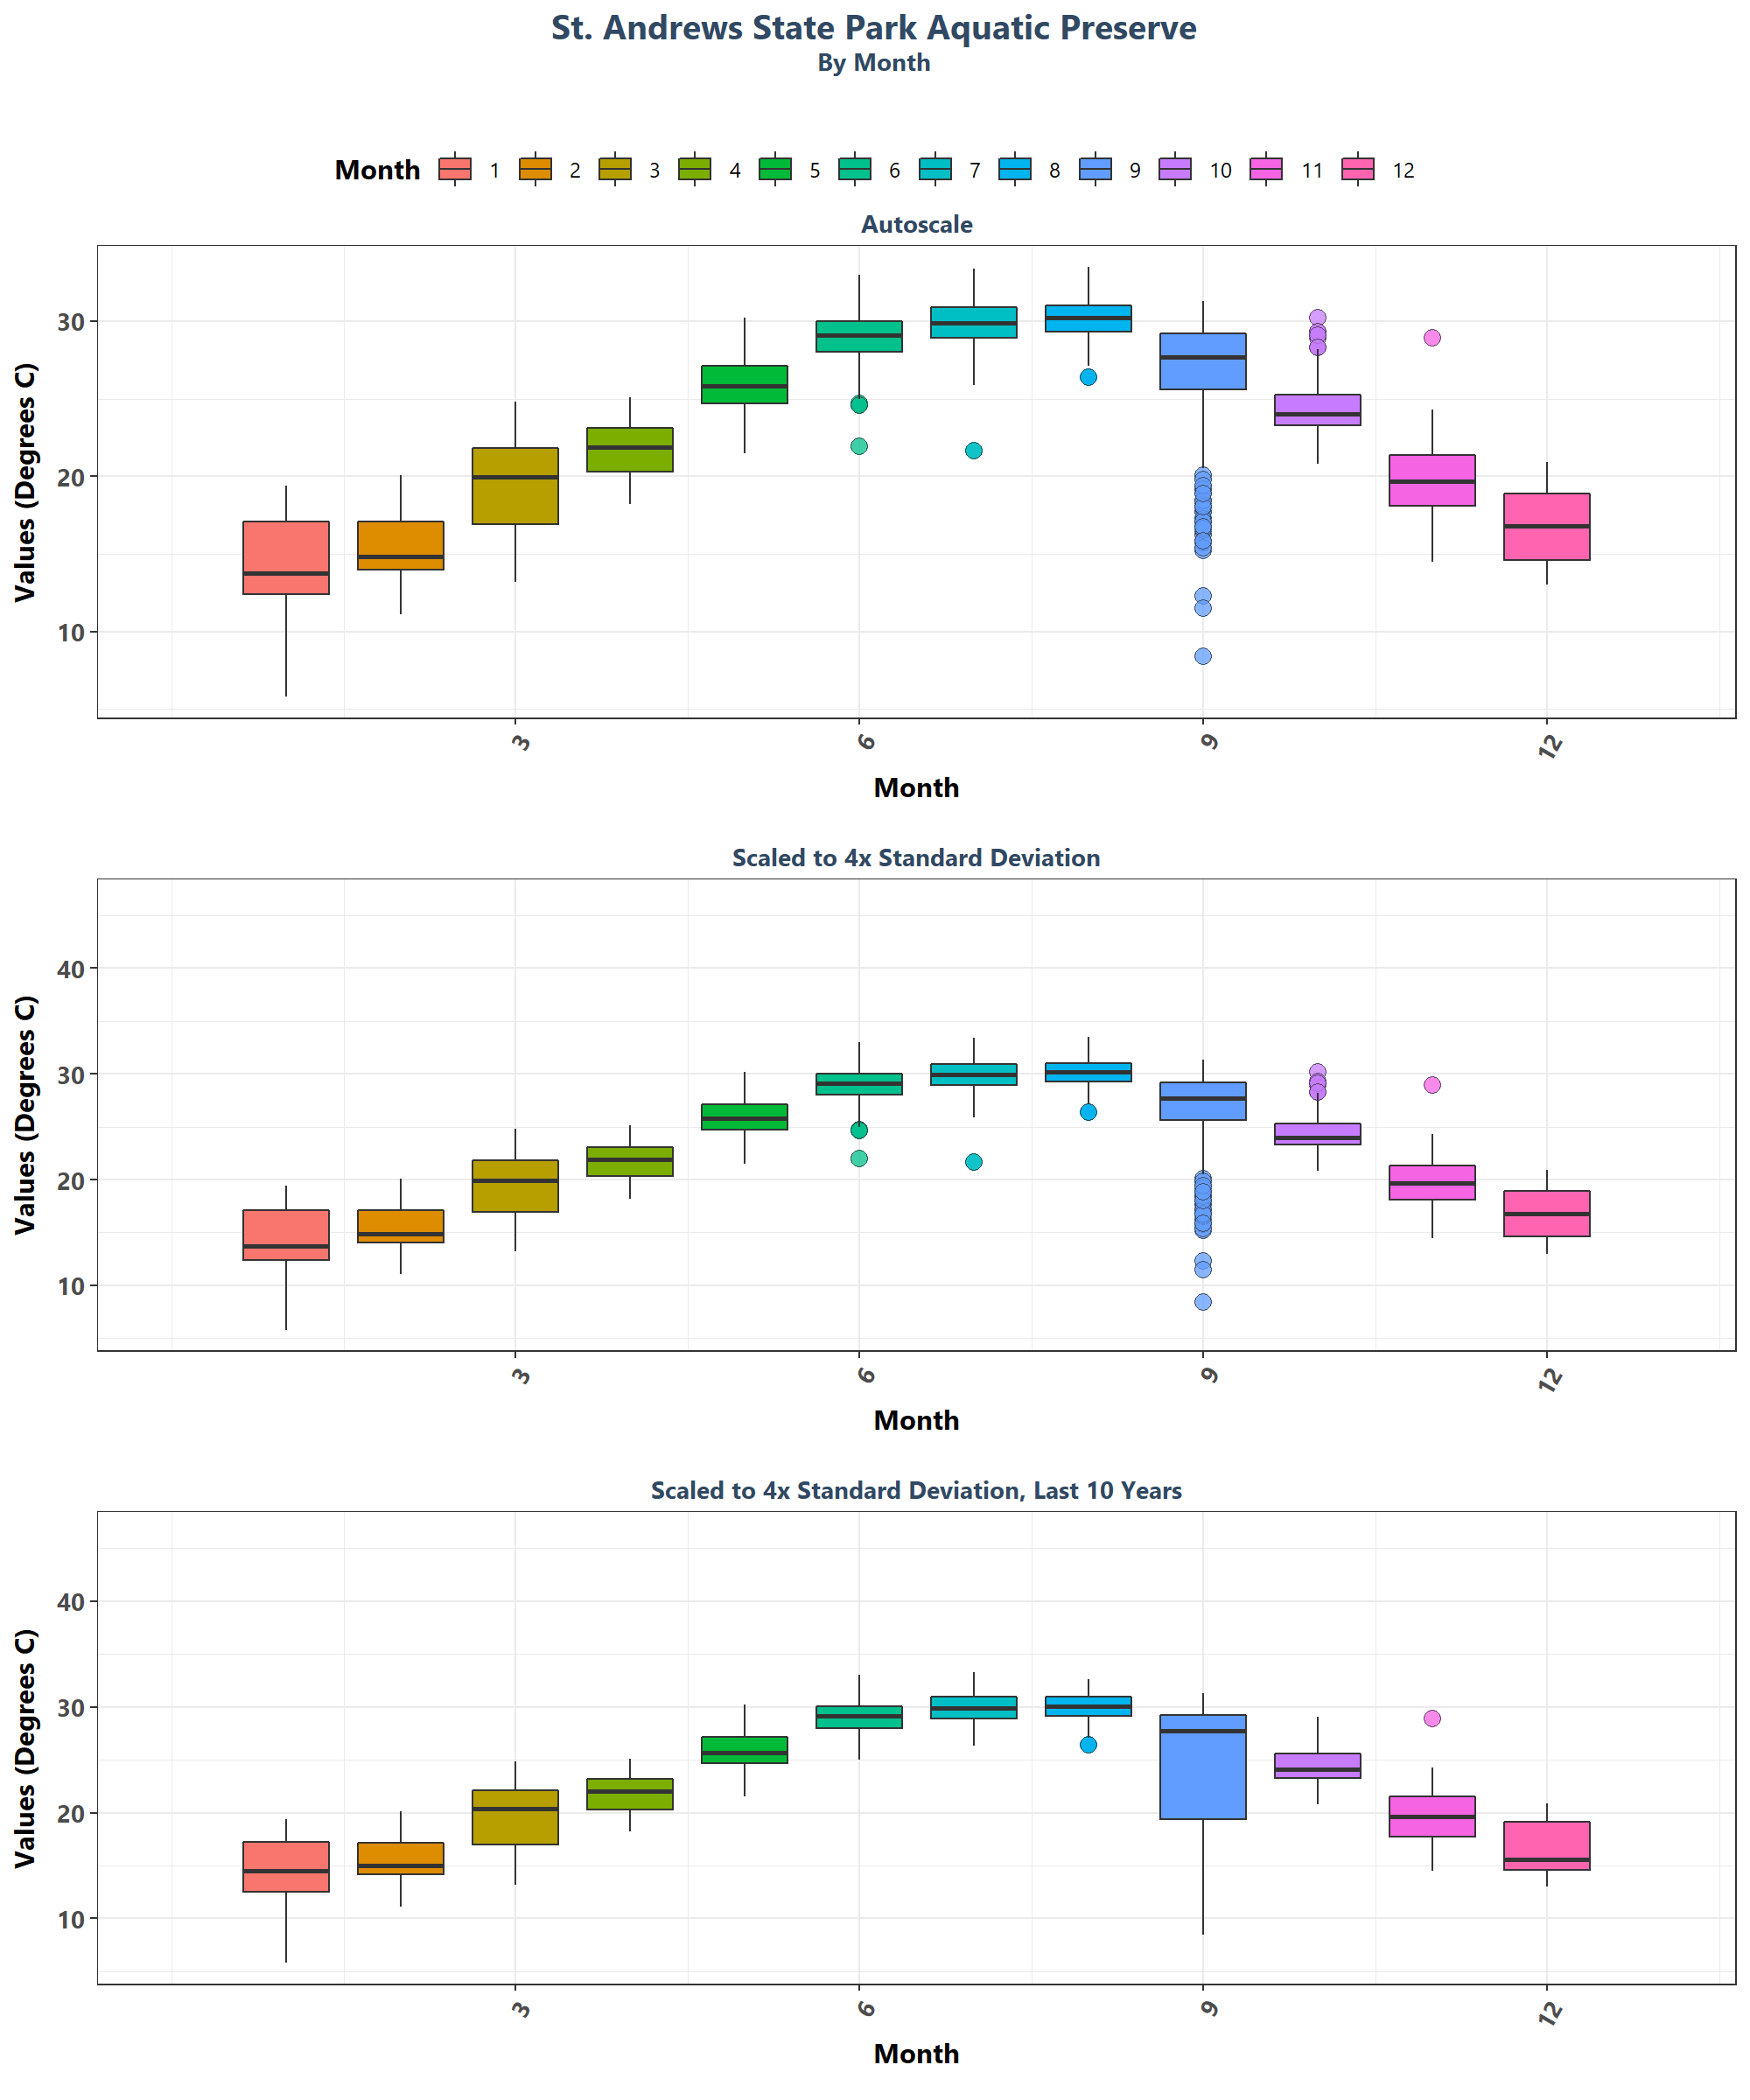 St. Andrews State Park Aquatic Preserve
By Month
Month 1 2 3 4 5 6 7 8 9 10 11 12
Autoscale
Values (Degrees C)
30
20
10
3 6 9 12
Month
Scaled to 4x Standard Deviation
Values (Degrees C)
40
30
20
10
3 6 9 12
Month
Scaled to 4x Standard Deviation, Last 10 Years
Values (Degrees C)
40
30
20
10
3 6 9 12
Month